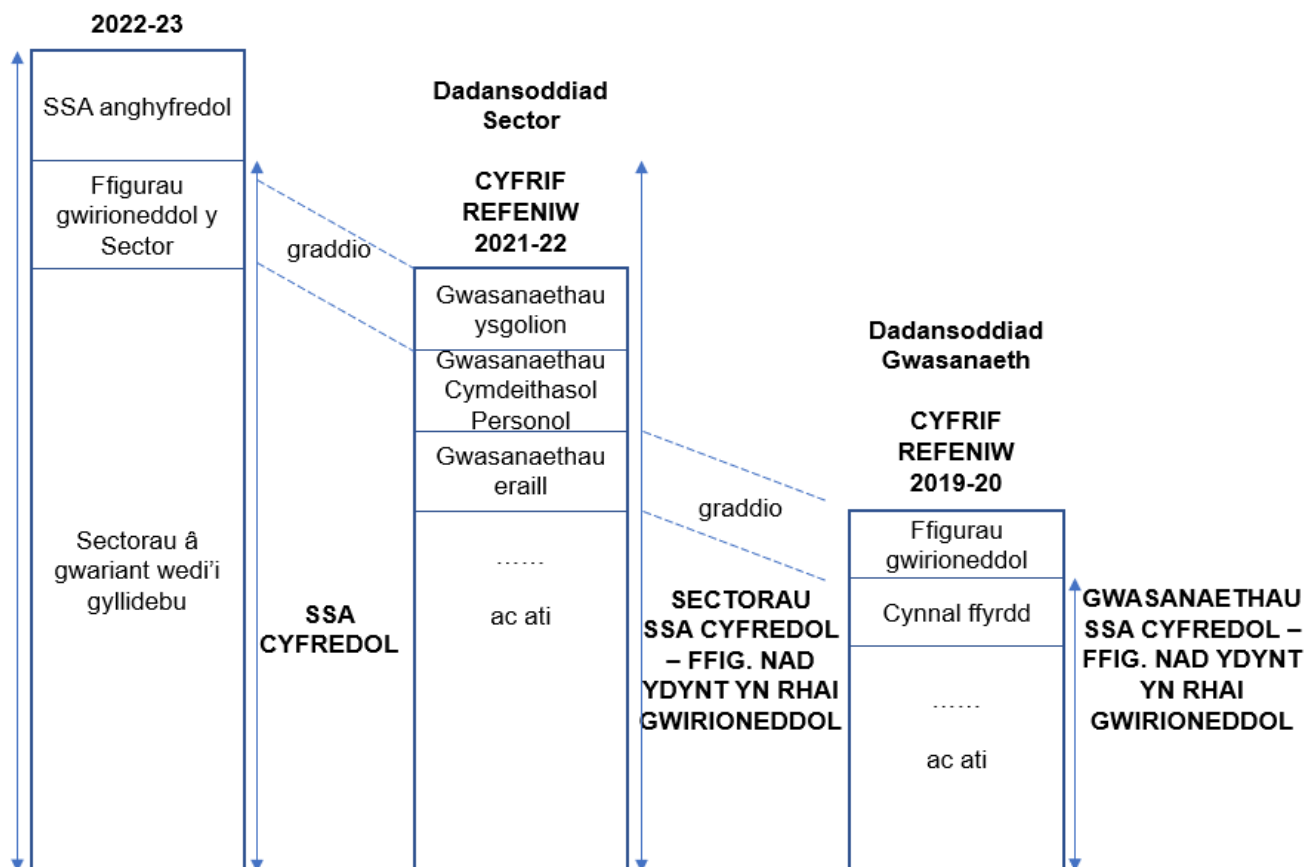 2022-23
SSA anghyfredol
Ffigurau
gwirioneddol y
Sector
Sectorau â
gwariant wedi'i
gyllidebu
graddio
SSA
CYFREDOL
Dadansoddiad
Sector
CYFRIF
REFENIW
2021-22
Gwasanaethau
ysgolion
Gwasanaethau
Cymdeithasol
Personol
Gwasanaethau
eraill
......
ac ati
graddio
SECTORAU
SSA CYFREDOL
– FFIG. NAD
YDYNT YN RHAI
GWIRIONEDDOL
Dadansoddiad
Gwasanaeth
CYFRIF
REFENIW
2019-20
Ffigurau
gwirioneddol
Cynnal ffyrdd
......
ac ati
GWASANAETHAU
SSA CYFREDOL –
FFIG. NAD YDYNT
YN RHAI
GWIRIONEDDOL